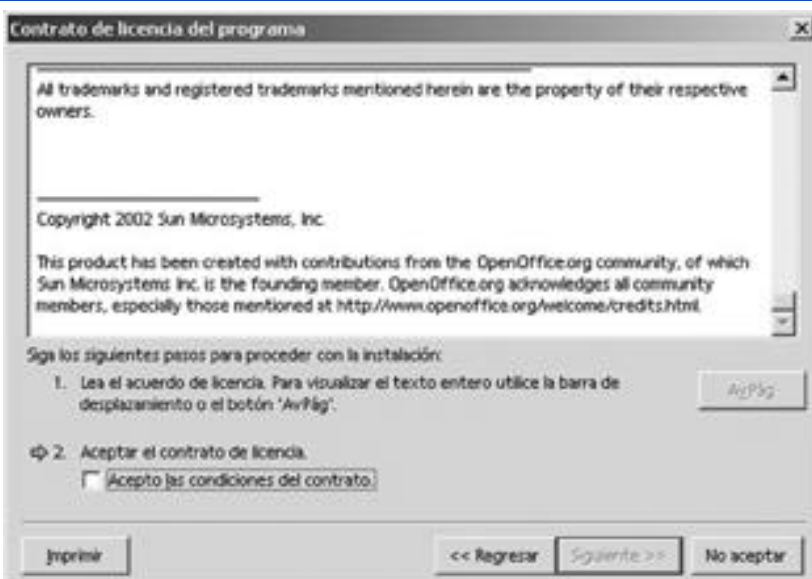 Contrato de licencia del programa
All trademarks and registered trademarks mentioned herein are the property of their respective
owners.
Copyright 2002 Sun Microsystems, Inc.
This product has been created with contributions from the OpenOffice.org community, of which
Sun Microsystems Inc. is the founding member. OpenOffice.org acknowledges all community
members, especially those mentioned at http://www.openoffice.org/welcome/credits.html.
Siga los siguientes pasos para proceder con la instalación:
1. Lea el acuerdo de licencia. Para visualizar el texto entero utilice la barra de
desplazamiento o el botón 'AvPág'.
AvPág
2. Aceptar el contrato de licencia.
Acepto las condiciones del contrato.
Imprimir
<< Regresar
Siguiente >>
No aceptar